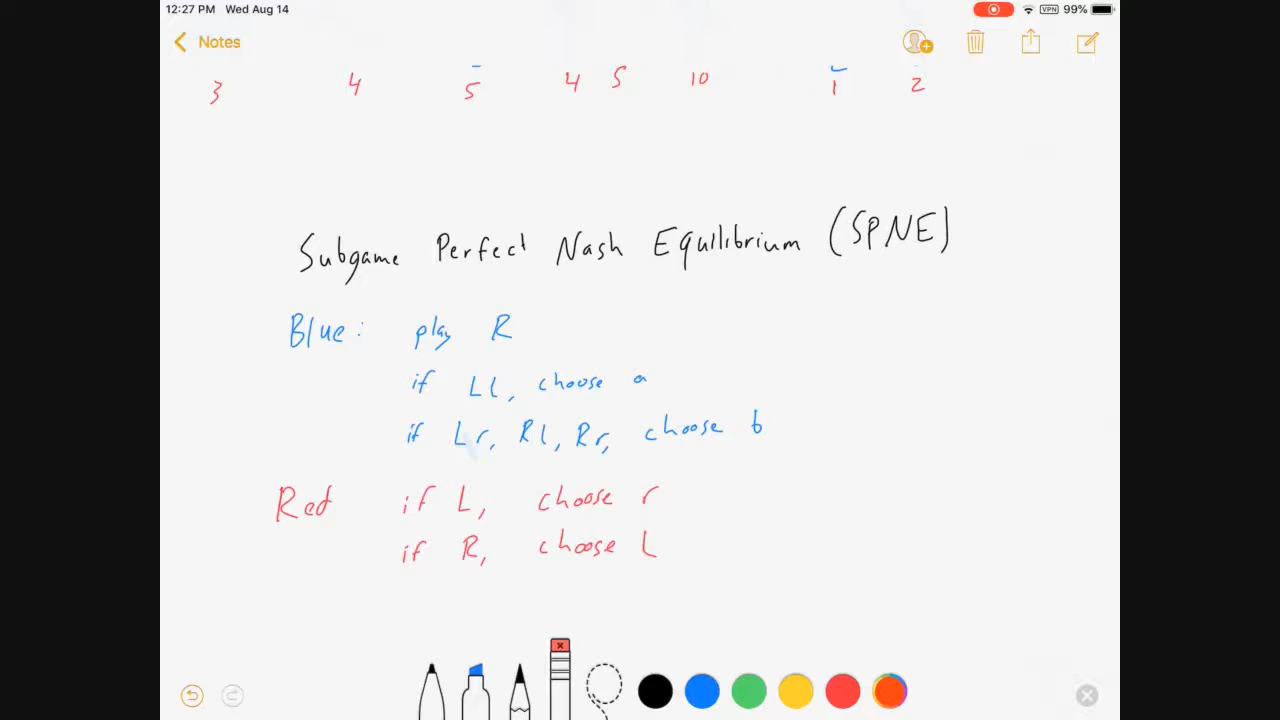 12:27 PM Wed Aug 14
VPN 99%
Notes
3 4 5 4 5 10 1 2
Subgame Perfect Nash Equilibrium (SPNE)
Blue: play R
if Ll, choose a
if Lr, Rl, Rr, choose b
Red if L, choose r
if R, choose l